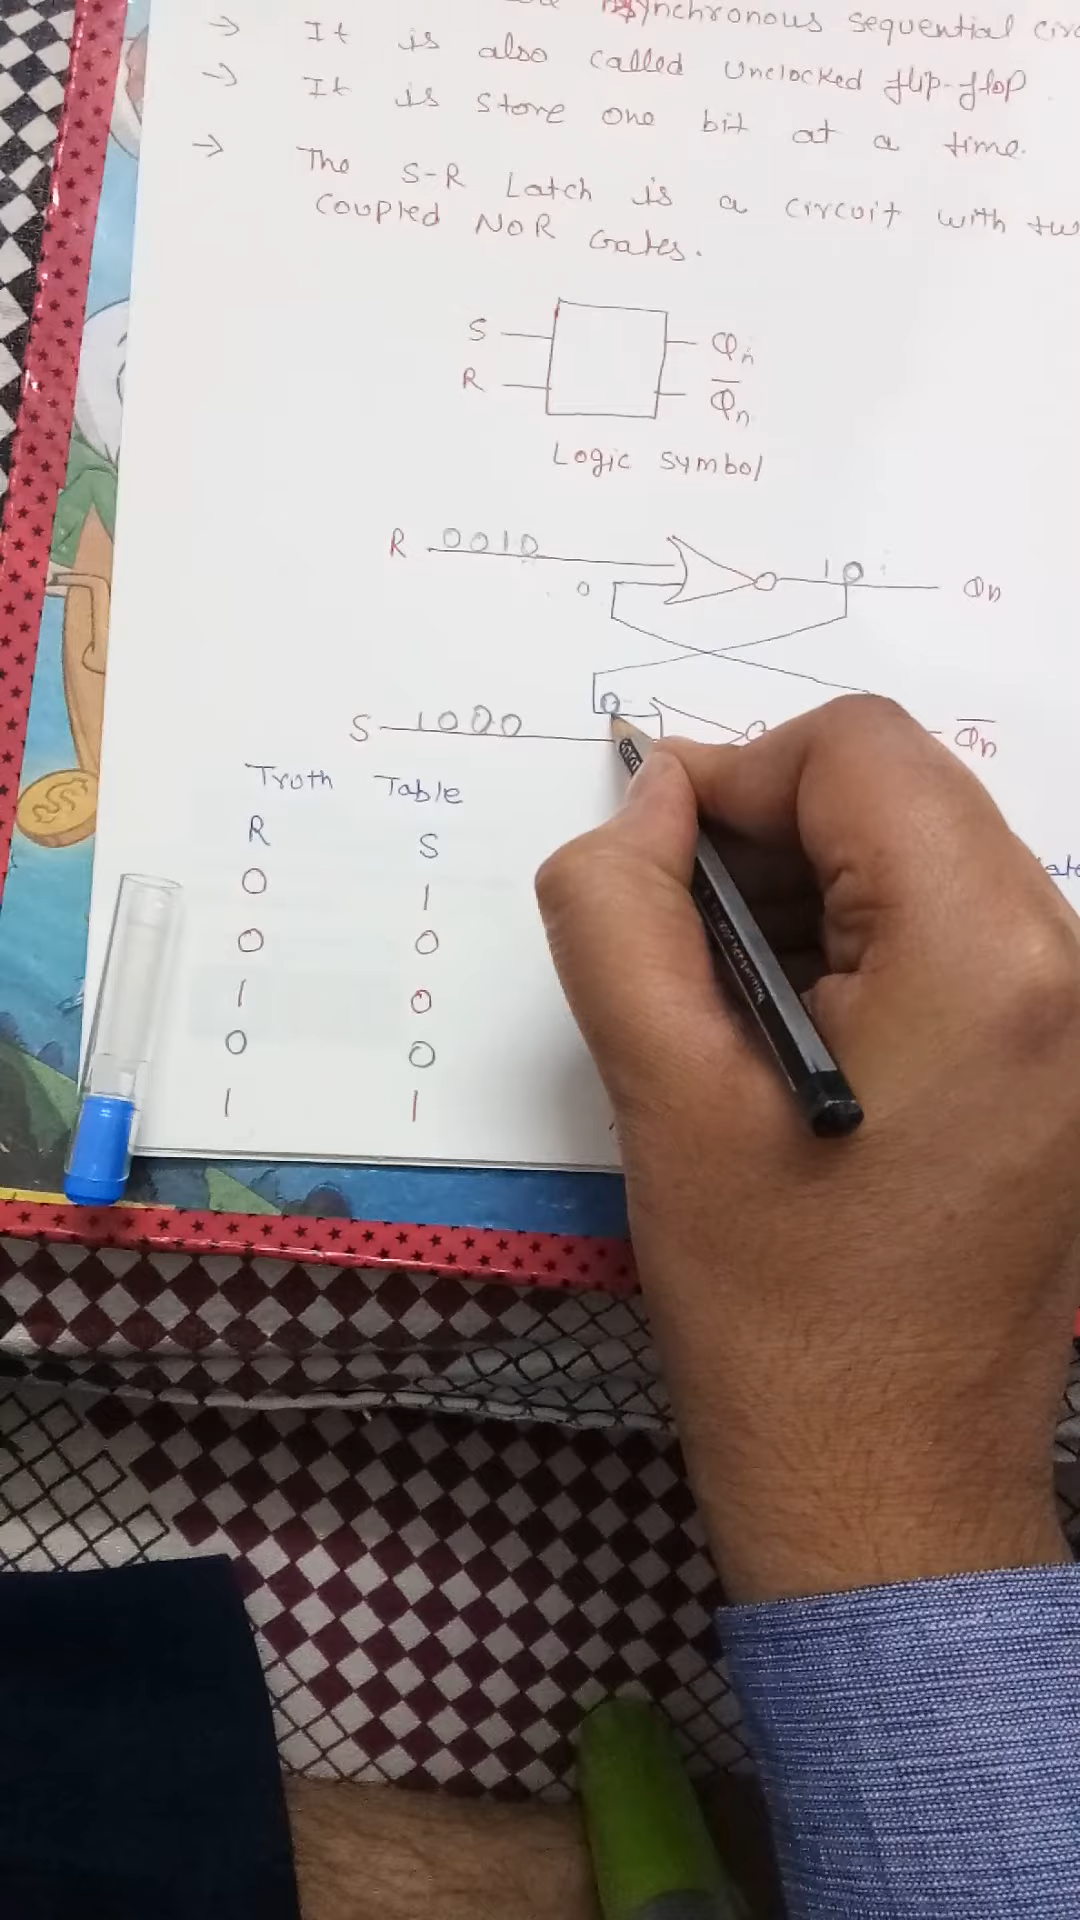 Asynchronous sequential circ
→ It is also called Unclocked flip-flop.
→ It is store one bit at a time.
→ The S-R Latch is a circuit with tw
coupled NOR Gates.
S Qn
R Q̅n
Logic symbol
R 0010 10 Qn
0
0
S 1000 Q̅n
Truth Table
R S
0 1
0 0
1 0
0 0
1 1